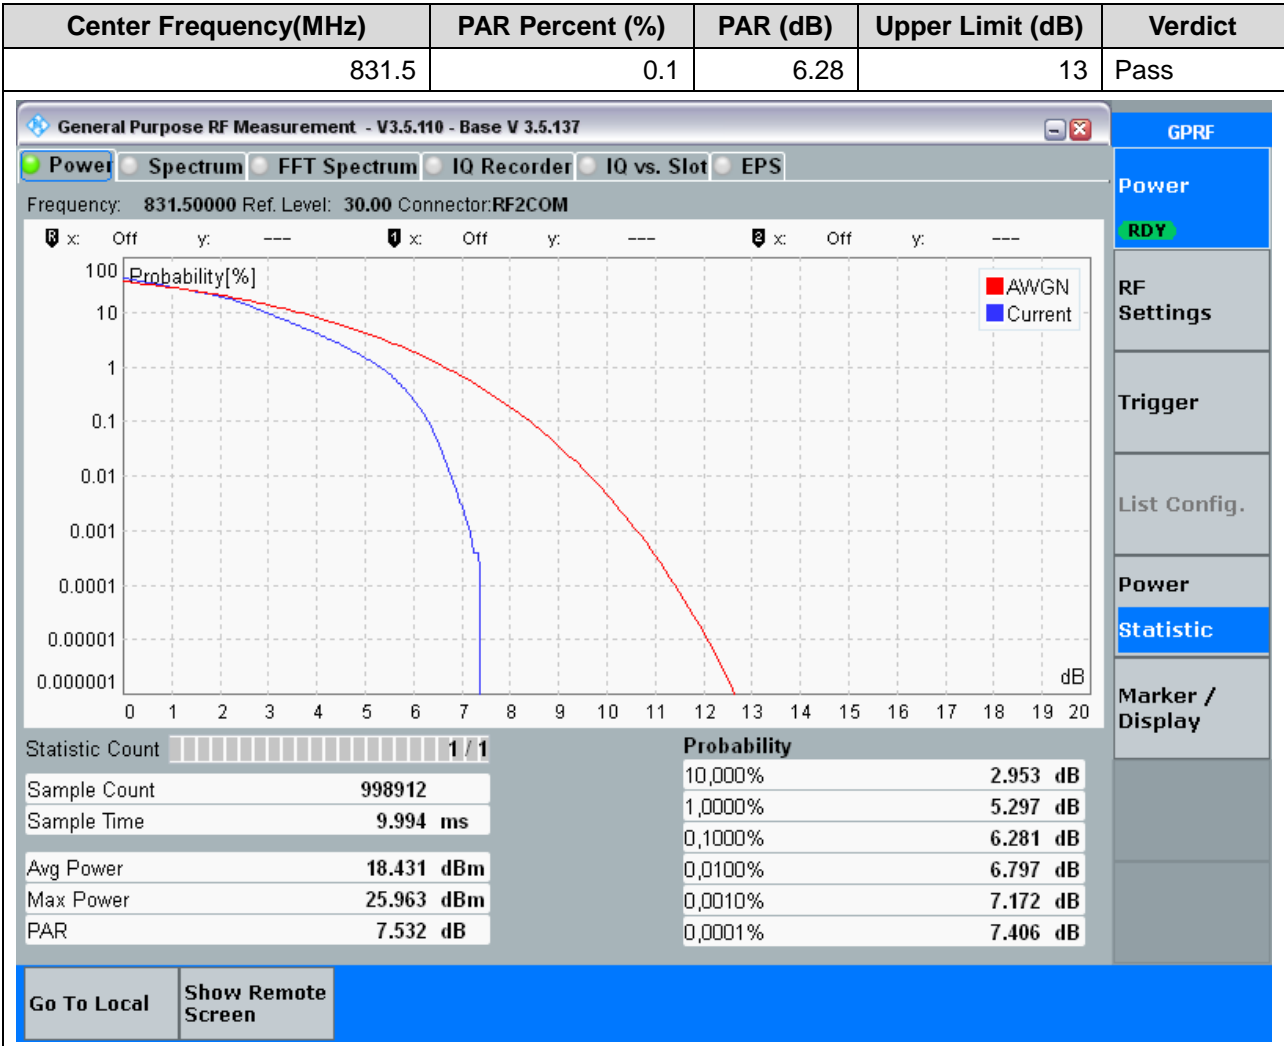 Center Frequency(MHz) PAR Percent (%) PAR (dB) Upper Limit (dB) Verdict
831.5 0.1 6.28 13 Pass
General Purpose RF Measurement - V3.5.110 - Base V 3.5.137
GPRF
Power Spectrum FFT Spectrum IQ Recorder IQ vs. Slot EPS
Frequency: 831.50000 Ref. Level: 30.00 Connector:RF2COM
R x: Off y: --- 1 x: Off y: --- 2 x: Off y: ---
Probability[%]
AWGN
Current
100
10
1
0.1
0.01
0.001
0.0001
0.00001
0.000001
dB
0 1 2 3 4 5 6 7 8 9 10 11 12 13 14 15 16 17 18 19 20
Power
RDY
RF
Settings
Trigger
List Config.
Power
Statistic
Marker /
Display
Statistic Count 1 / 1
Sample Count 998912
Sample Time 9.994 ms
Avg Power 18.431 dBm
Max Power 25.963 dBm
PAR 7.532 dB
Probability
10,000% 2.953 dB
1,0000% 5.297 dB
0,1000% 6.281 dB
0,0100% 6.797 dB
0,0010% 7.172 dB
0,0001% 7.406 dB
Go To Local
Show Remote
Screen